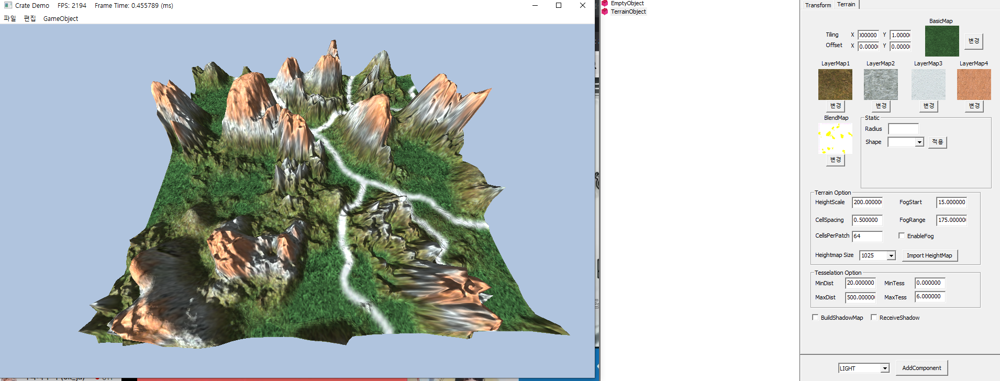 Crate Demo FPS: 2194 Frame Time: 0.455789 (ms)
파일 편집 GameObject
EmptyObject
TerrainObject
Transform Terrain
BasicMap
Tiling X 000000 Y 1.0000
Offset X 0.0000 Y 0.0000
변경
LayerMap1 LayerMap2 LayerMap3 LayerMap4
변경 변경 변경 변경
BlendMap
변경
Static
Radius
Shape 적용
Terrain Option
HeightScale 200.00000 FogStart 15.000000
CellSpacing 0.500000 FogRange 175.00000
CellsPerPatch 64 EnableFog
Heightmap Size 1025 Import HeightMap
Tesselation Option
MinDist 20.000000 MinTess 0.000000
MaxDist 500.00000 MaxTess 6.000000
BuildShadowMap ReceiveShadow
LIGHT AddComponent